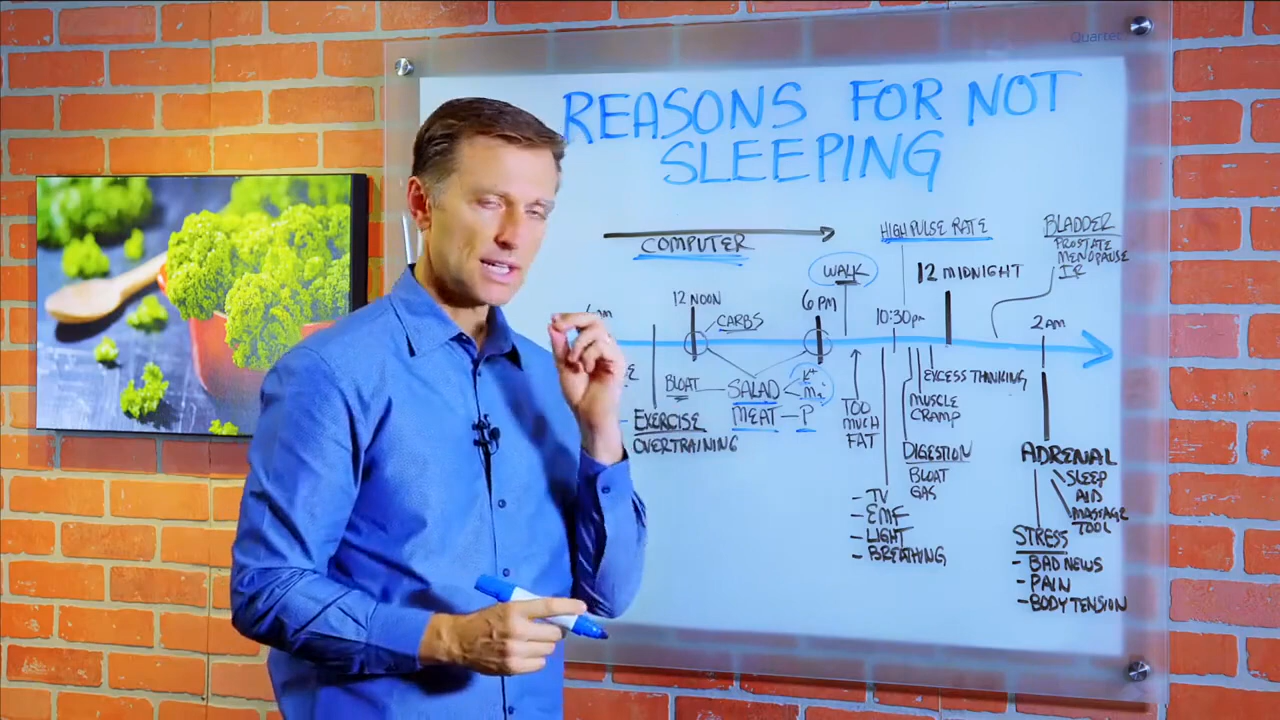 Quartet
REASONS FOR NOT
SLEEPING
COMPUTER
HIGH PULSE RATE
BLADDER
PROSTATE
MENOPAUSE
IR
WALK
12 MIDNIGHT
12 NOON
6 PM
CARBS
10:30pm
2 AM
BLOAT
SALAD
K+
MEAT
P
EXERCISE
OVERTRAINING
TOO
MUCH
FAT
EXCESS THINKING
MUSCLE
CRAMP
DIGESTION
BLOAT
GAS
- TV
- EMF
- LIGHT
- BREATHING
ADRENAL
SLEEP
AID
MASSAGE
TOOL
STRESS
- BAD NEWS
- PAIN
- BODY TENSION